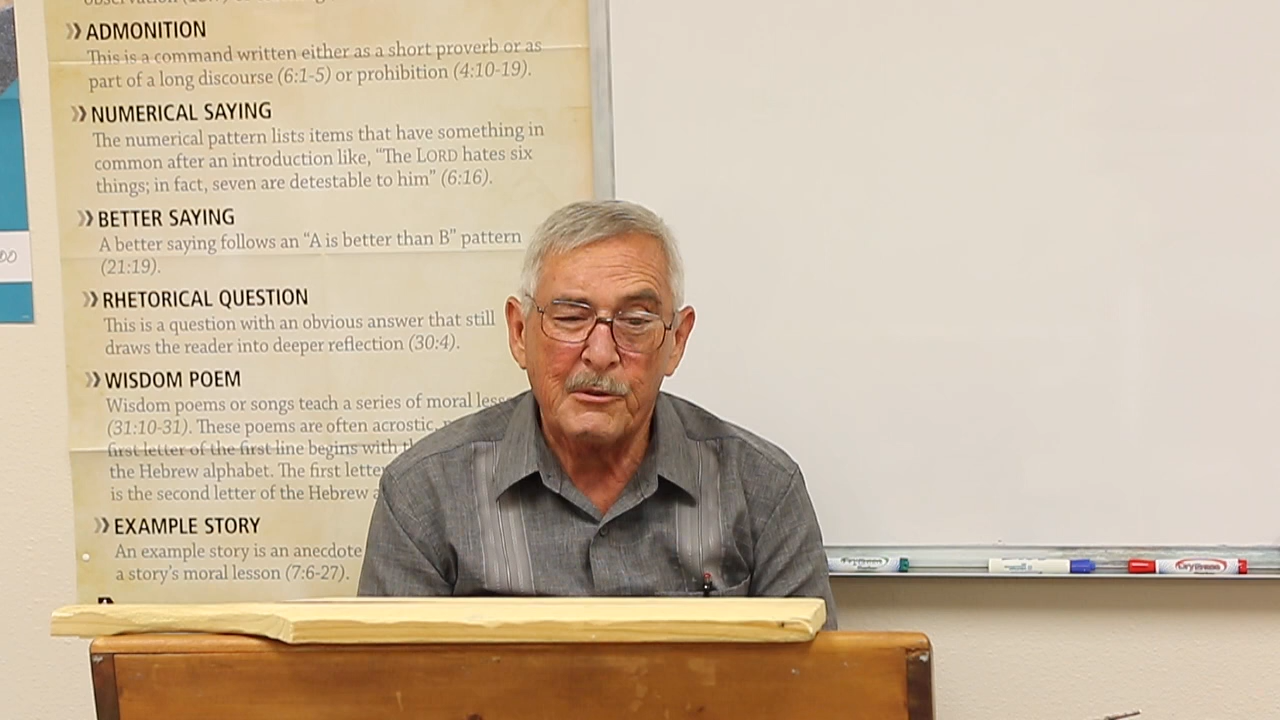 observation
ADMONITION
This is a command written either as a short proverb or as
part of a long discourse (6:1-5) or prohibition (4:10-19).
NUMERICAL SAYING
The numerical pattern lists items that have something in
common after an introduction like, “The LORD hates six
things; in fact, seven are detestable to him” (6:16).
BETTER SAYING
A better saying follows an “A is better than B” pattern
(21:19).
RHETORICAL QUESTION
This is a question with an obvious answer that still
draws the reader into deeper reflection (30:4).
WISDOM POEM
Wisdom poems or songs teach a series of moral
(31:10-31). These poems are often acrostic,
first letter of the first line begins with
the Hebrew alphabet. The first letter
is the second letter of the Hebrew
EXAMPLE STORY
An example story is an anecdote
a story’s moral lesson (7:6-27).